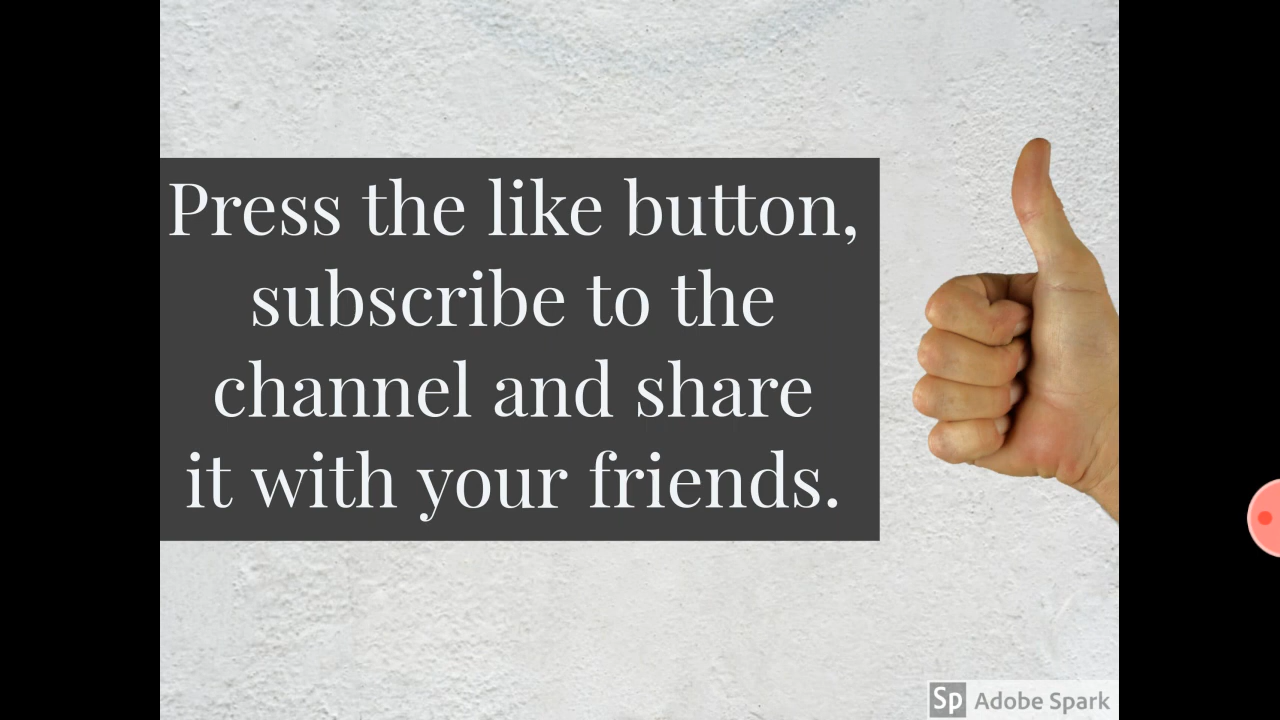 Press the like button,
subscribe to the
channel and share
it with your friends.
Sp Adobe Spark